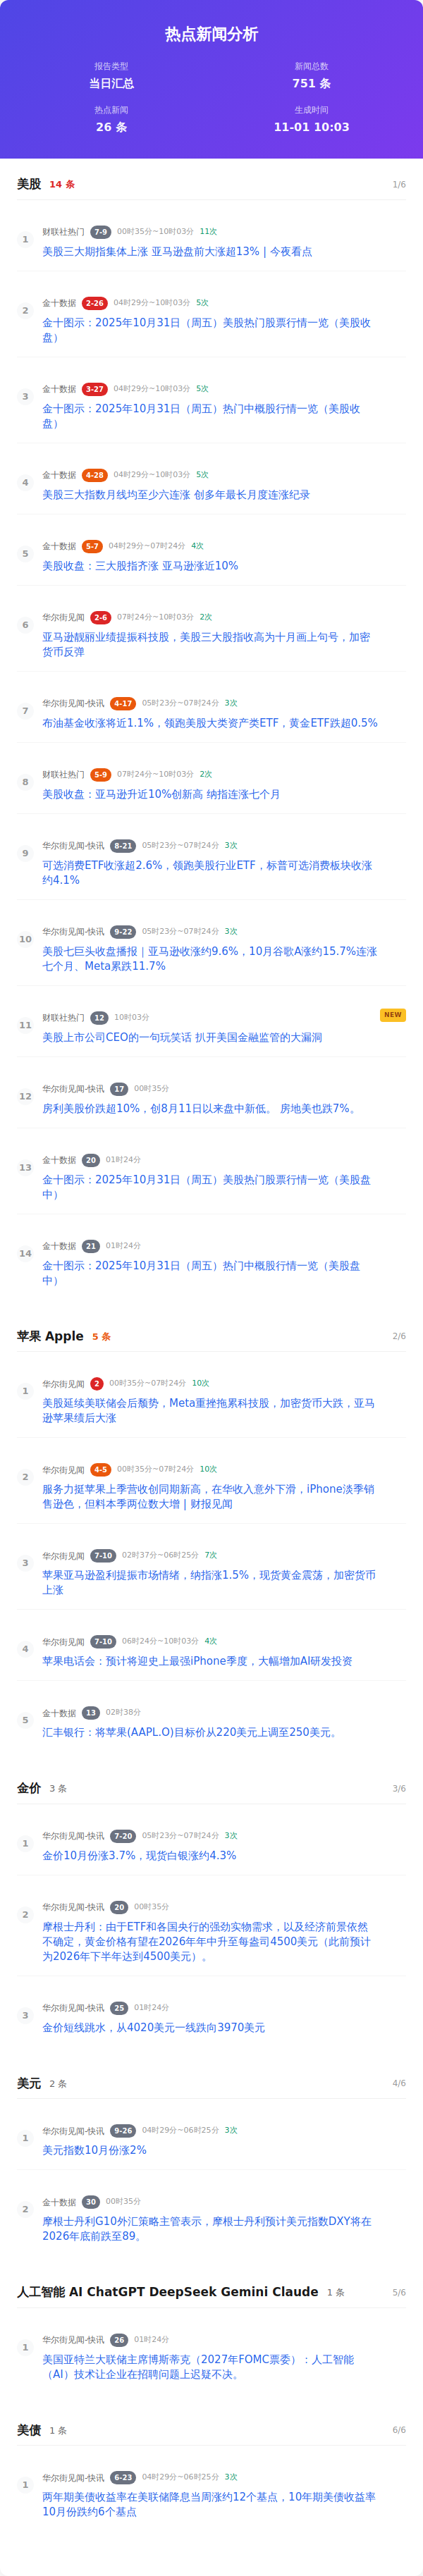 热点新闻分析
报告类型
当日汇总
新闻总数
751 条
热点新闻
26 条
生成时间
11-01 10:03
美股 14 条 1/6
1 财联社热门 7-9 00时35分~10时03分 11次
美股三大期指集体上涨 亚马逊盘前大涨超13% | 今夜看点
2 金十数据 2-26 04时29分~10时03分 5次
金十图示：2025年10月31日（周五）美股热门股票行情一览（美股收
盘）
3 金十数据 3-27 04时29分~10时03分 5次
金十图示：2025年10月31日（周五）热门中概股行情一览（美股收
盘）
4 金十数据 4-28 04时29分~10时03分 5次
美股三大指数月线均至少六连涨 创多年最长月度连涨纪录
5 金十数据 5-7 04时29分~07时24分 4次
美股收盘：三大股指齐涨 亚马逊涨近10%
6 华尔街见闻 2-6 07时24分~10时03分 2次
亚马逊靓丽业绩提振科技股，美股三大股指收高为十月画上句号，加密
货币反弹
7 华尔街见闻-快讯 4-17 05时23分~07时24分 3次
布油基金收涨将近1.1%，领跑美股大类资产类ETF，黄金ETF跌超0.5%
8 财联社热门 5-9 07时24分~10时03分 2次
美股收盘：亚马逊升近10%创新高 纳指连涨七个月
9 华尔街见闻-快讯 8-21 05时23分~07时24分 3次
可选消费ETF收涨超2.6%，领跑美股行业ETF，标普可选消费板块收涨
约4.1%
10 华尔街见闻-快讯 9-22 05时23分~07时24分 3次
美股七巨头收盘播报｜亚马逊收涨约9.6%，10月谷歌A涨约15.7%连涨
七个月、Meta累跌11.7%
11 财联社热门 12 10时03分 NEW
美股上市公司CEO的一句玩笑话 扒开美国金融监管的大漏洞
12 华尔街见闻-快讯 17 00时35分
房利美股价跌超10%，创8月11日以来盘中新低。 房地美也跌7%。
13 金十数据 20 01时24分
金十图示：2025年10月31日（周五）美股热门股票行情一览（美股盘
中）
14 金十数据 21 01时24分
金十图示：2025年10月31日（周五）热门中概股行情一览（美股盘
中）
苹果 Apple 5 条 2/6
1 华尔街见闻 2 00时35分~07时24分 10次
美股延续美联储会后颓势，Meta重挫拖累科技股，加密货币大跌，亚马
逊苹果绩后大涨
2 华尔街见闻 4-5 00时35分~07时24分 10次
服务力挺苹果上季营收创同期新高，在华收入意外下滑，iPhone淡季销
售逊色，但料本季两位数大增 | 财报见闻
3 华尔街见闻 7-10 02时37分~06时25分 7次
苹果亚马逊盈利提振市场情绪，纳指涨1.5%，现货黄金震荡，加密货币
上涨
4 华尔街见闻 7-10 06时24分~10时03分 4次
苹果电话会：预计将迎史上最强iPhone季度，大幅增加AI研发投资
5 金十数据 13 02时38分
汇丰银行：将苹果(AAPL.O)目标价从220美元上调至250美元。
金价 3 条 3/6
1 华尔街见闻-快讯 7-20 05时23分~07时24分 3次
金价10月份涨3.7%，现货白银涨约4.3%
2 华尔街见闻-快讯 20 00时35分
摩根士丹利：由于ETF和各国央行的强劲实物需求，以及经济前景依然
不确定，黄金价格有望在2026年年中升至每盎司4500美元（此前预计
为2026年下半年达到4500美元）。
3 华尔街见闻-快讯 25 01时24分
金价短线跳水，从4020美元一线跌向3970美元
美元 2 条 4/6
1 华尔街见闻-快讯 9-26 04时29分~06时25分 3次
美元指数10月份涨2%
2 金十数据 30 00时35分
摩根士丹利G10外汇策略主管表示，摩根士丹利预计美元指数DXY将在
2026年底前跌至89。
人工智能 AI ChatGPT DeepSeek Gemini Claude 1 条 5/6
1 华尔街见闻-快讯 26 01时24分
美国亚特兰大联储主席博斯蒂克（2027年FOMC票委）：人工智能
（AI）技术让企业在招聘问题上迟疑不决。
美债 1 条 6/6
1 华尔街见闻-快讯 6-23 04时29分~06时25分 3次
两年期美债收益率在美联储降息当周涨约12个基点，10年期美债收益率
10月份跌约6个基点